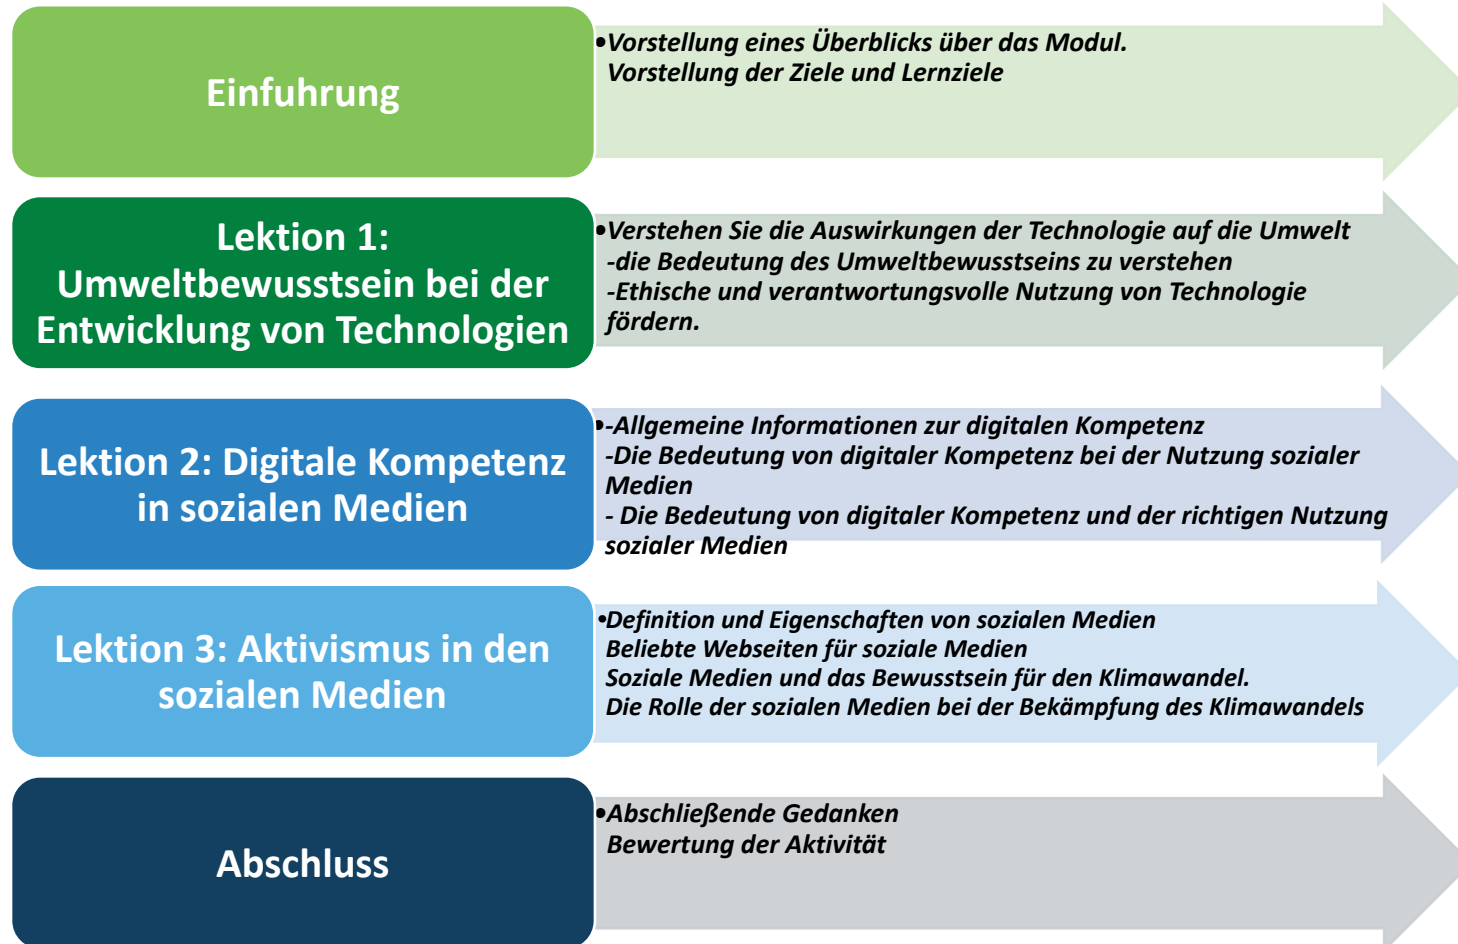 Einfuhrung
•Vorstellung eines Überblicks über das Modul.
Vorstellung der Ziele und Lernziele
Lektion 1:
Umweltbewusstsein bei der
Entwicklung von Technologien
•Verstehen Sie die Auswirkungen der Technologie auf die Umwelt
-die Bedeutung des Umweltbewusstseins zu verstehen
-Ethische und verantwortungsvolle Nutzung von Technologie
fördern.
Lektion 2: Digitale Kompetenz
in sozialen Medien
•-Allgemeine Informationen zur digitalen Kompetenz
-Die Bedeutung von digitaler Kompetenz bei der Nutzung sozialer
Medien
- Die Bedeutung von digitaler Kompetenz und der richtigen Nutzung
sozialer Medien
Lektion 3: Aktivismus in den
sozialen Medien
•Definition und Eigenschaften von sozialen Medien
Beliebte Webseiten für soziale Medien
Soziale Medien und das Bewusstsein für den Klimawandel.
Die Rolle der sozialen Medien bei der Bekämpfung des Klimawandels
Abschluss
•Abschließende Gedanken
Bewertung der Aktivität